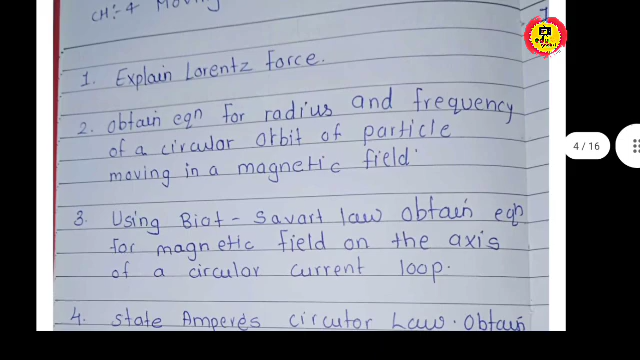 CH:- 4 Moving
1. Explain Lorentz force.
2. obtain eqn for radius and frequency
of a circular orbit of particle
moving in a magnetic field.
3. Using Biot - Savart law obtain eqn
for magnetic field on the axis
of a circular current loop.
4. State Amperes circutor Law. Obtain
edu
4 / 16